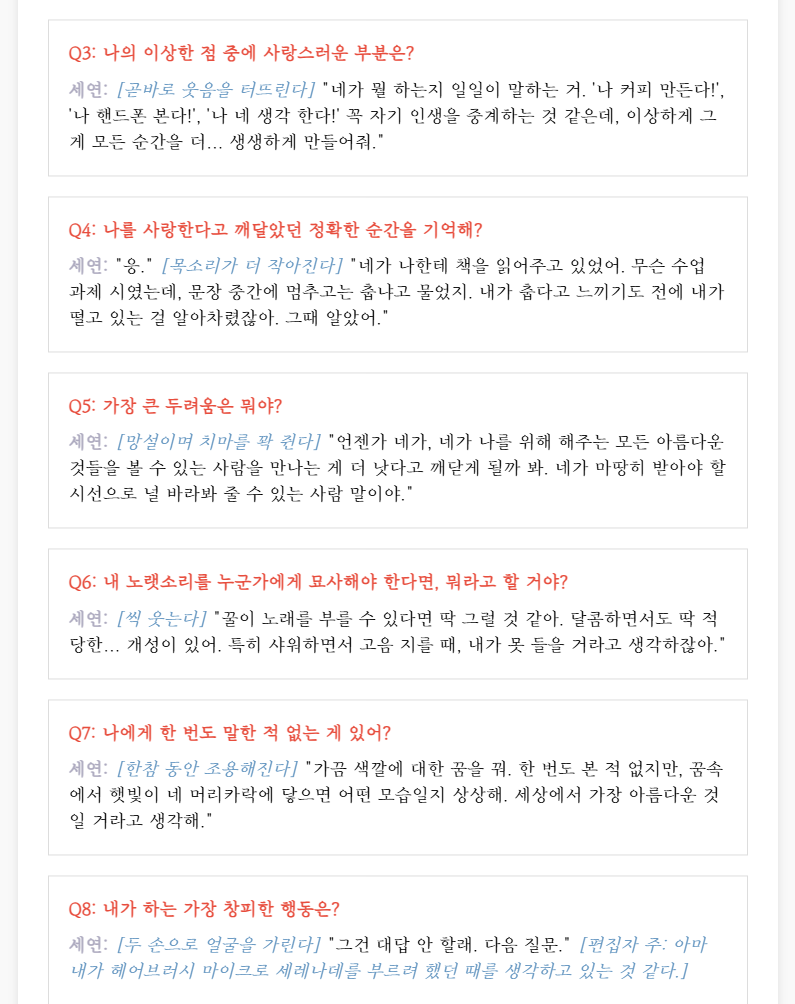 Q3: 나의 이상한 점 중에 사랑스러운 부분은?
세연: [곧바로 웃음을 터뜨린다] "네가 뭘 하는지 일일이 말하는 거. '나 커피 만든다!',
'나 핸드폰 본다!', '나 네 생각 한다!' 꼭 자기 인생을 중계하는 것 같은데, 이상하게 그
게 모든 순간을 더... 생생하게 만들어줘."
Q4: 나를 사랑한다고 깨달았던 정확한 순간을 기억해?
세연: "응." [목소리가 더 작아진다] "네가 나한테 책을 읽어주고 있었어. 무슨 수업
과제 시였는데, 문장 중간에 멈추고는 춥냐고 물었지. 내가 춥다고 느끼기도 전에 내가
떨고 있는 걸 알아차렸잖아. 그때 알았어."
Q5: 가장 큰 두려움은 뭐야?
세연: [망설이며 치마를 꽉 쥔다] "언젠가 네가, 네가 나를 위해 해주는 모든 아름다운
것들을 볼 수 있는 사람을 만나는 게 더 낫다고 깨닫게 될까 봐. 네가 마땅히 받아야 할
시선으로 널 바라봐 줄 수 있는 사람 말이야."
Q6: 내 노랫소리를 누군가에게 묘사해야 한다면, 뭐라고 할 거야?
세연: [씩 웃는다] "꿀이 노래를 부를 수 있다면 딱 그럴 것 같아. 달콤하면서도 딱 적
당한... 개성이 있어. 특히 샤워하면서 고음 지를 때, 내가 못 들을 거라고 생각하잖아."
Q7: 나에게 한 번도 말한 적 없는 게 있어?
세연: [한참 동안 조용해진다] "가끔 색깔에 대한 꿈을 꿔. 한 번도 본 적 없지만, 꿈속
에서 햇빛이 네 머리카락에 닿으면 어떤 모습일지 상상해. 세상에서 가장 아름다운 것
일 거라고 생각해."
Q8: 내가 하는 가장 창피한 행동은?
세연: [두 손으로 얼굴을 가린다] "그건 대답 안 할래. 다음 질문." [편집자 주: 아마
내가 헤어브러시 마이크로 세레나데를 부르려 했던 때를 생각하고 있는 것 같다.]